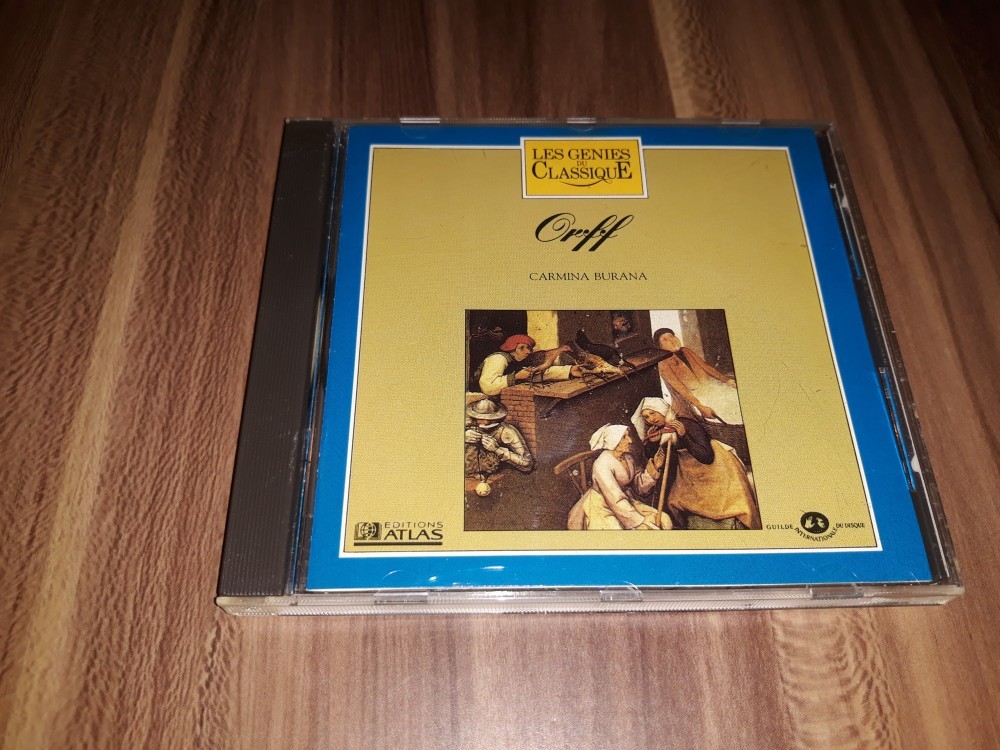 LES GENIES
DU
CLASSIQUE
Orff
CARMINA BURANA
EDITIONS
ATLAS
GUILDE INTERNATIONALE DU DISQUE